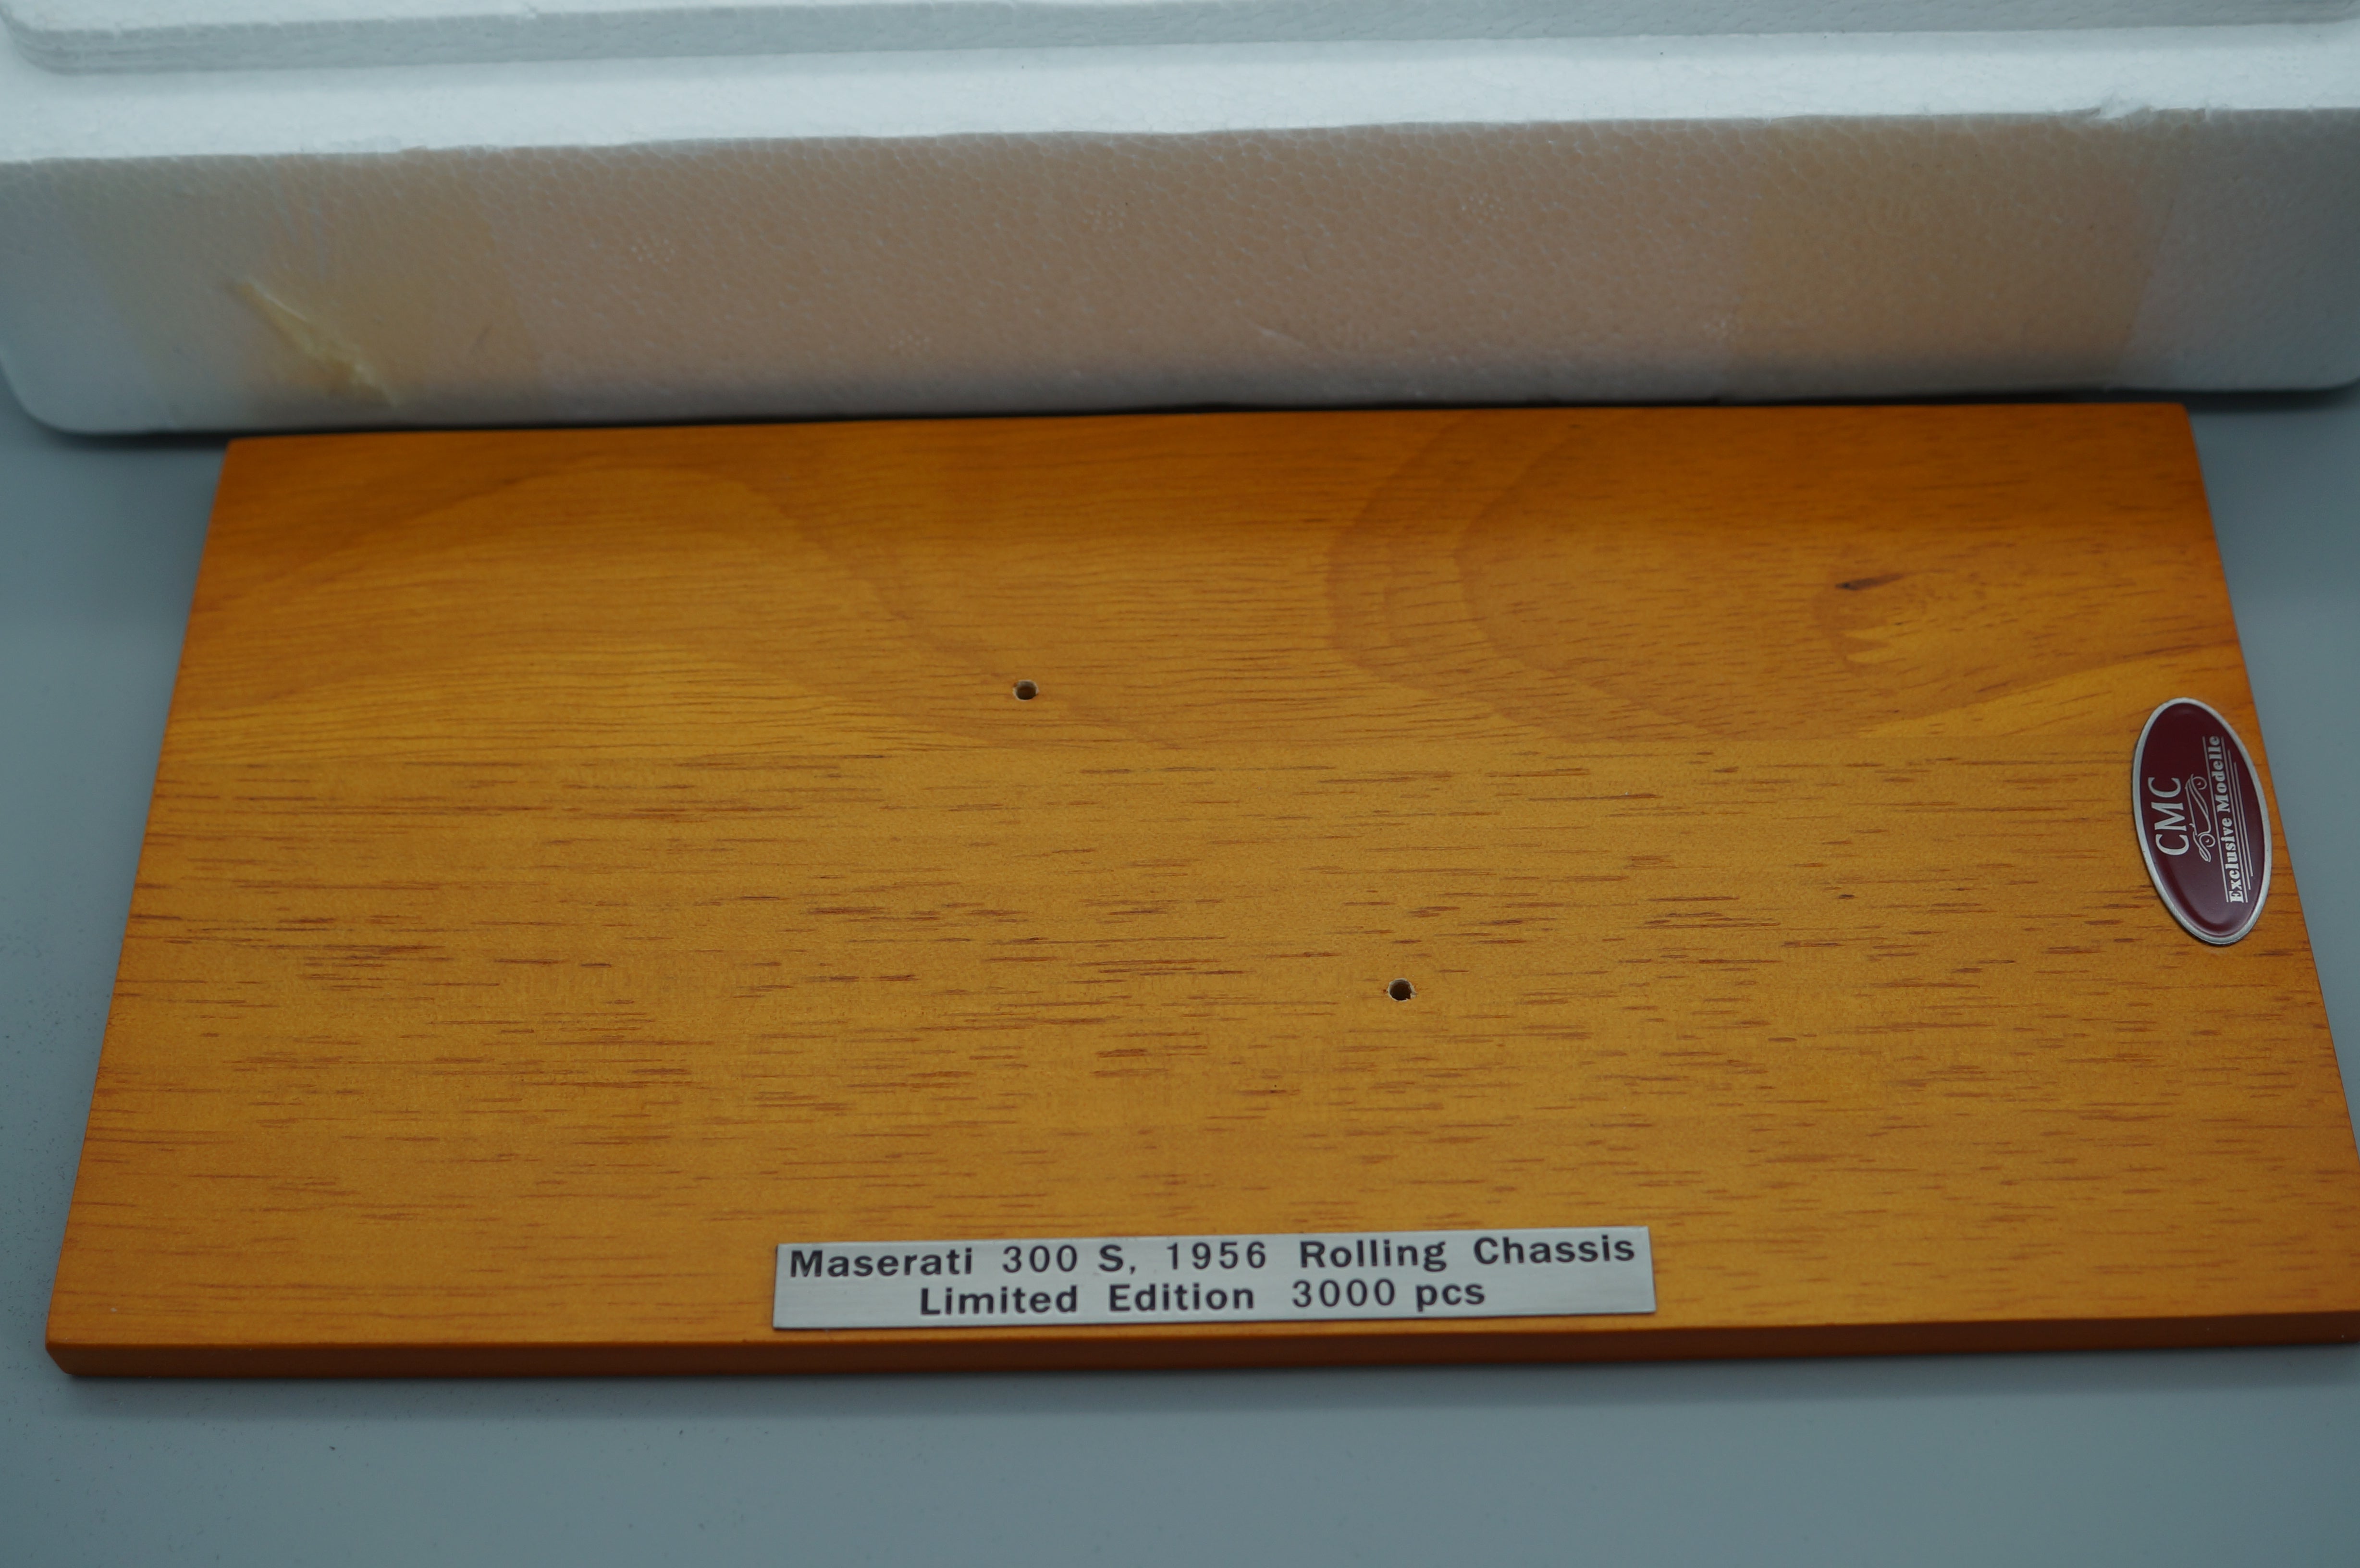 CMC
Exclusive Modelle
Maserati 300 S, 1956 Rolling Chassis
Limited Edition 3000 pcs